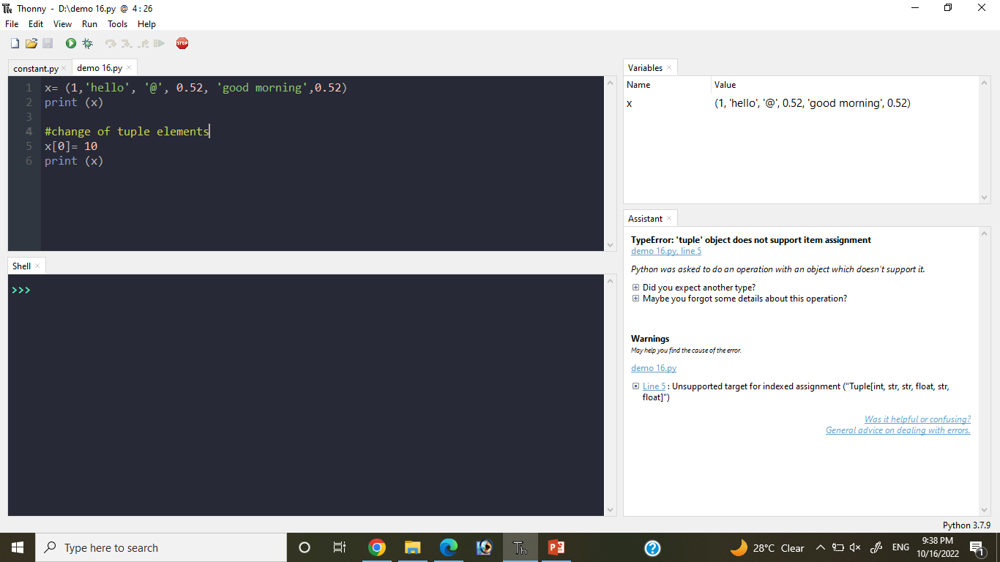 Thonny - D:\demo 16.py @ 4 : 26
File Edit View Run Tools Help
STOP
constant.py
demo 16.py
1 x= (1,'hello', '@', 0.52, 'good morning',0.52)
2 print (x)
3
4 #change of tuple elements
5 x[0]= 10
6 print (x)
Shell
>>>
Variables
Name Value
x (1, 'hello', '@', 0.52, 'good morning', 0.52)
Assistant
TypeError: 'tuple' object does not support item assignment
demo 16.py, line 5
Python was asked to do an operation with an object which doesn't support it.
Did you expect another type?
Maybe you forgot some details about this operation?
Warnings
May help you find the cause of the error.
demo 16.py
Line 5 : Unsupported target for indexed assignment ("Tuple[int, str, str, float, str,
float]")
Was it helpful or confusing?
General advice on dealing with errors.
Python 3.7.9
Type here to search
28°C Clear
ENG
9:38 PM
10/16/2022
1